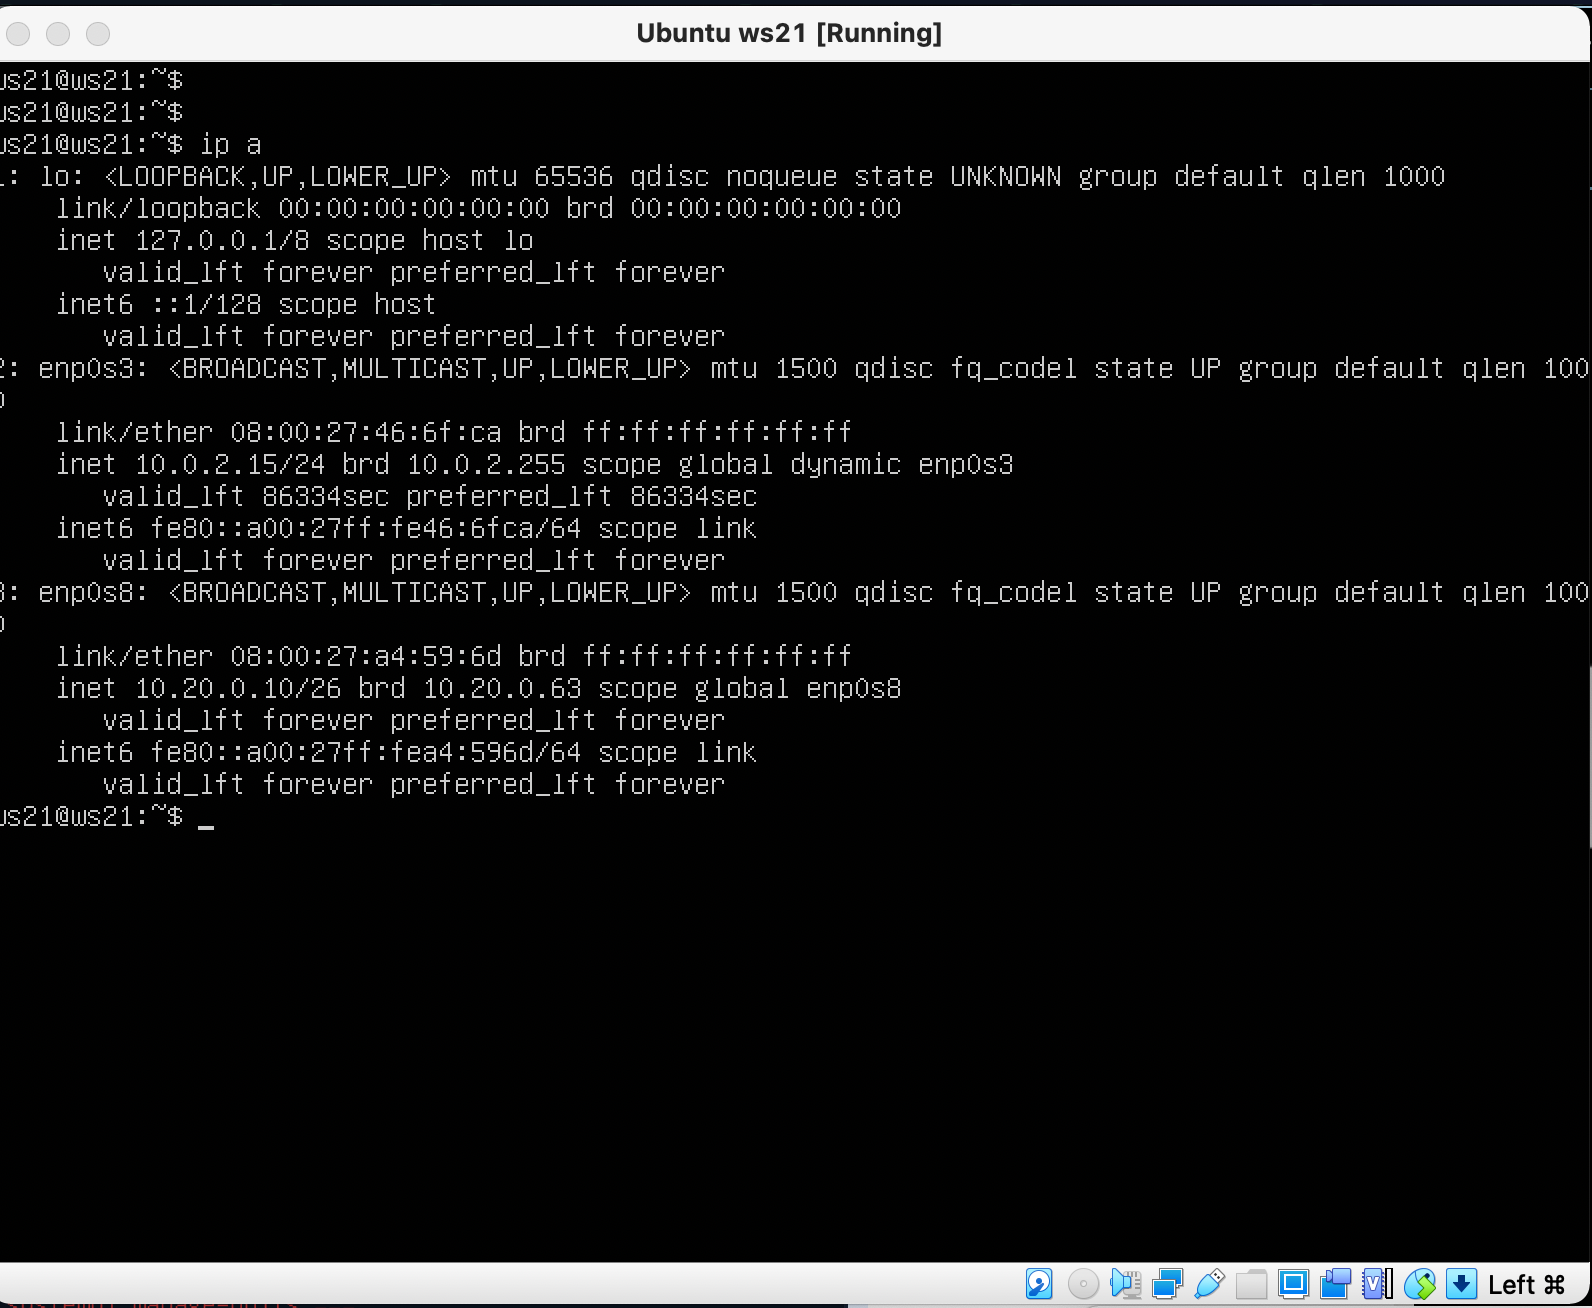 Ubuntu ws21 [Running]
ws21@ws21:~$
ws21@ws21:~$
ws21@ws21:~$ ip a
1: lo: <LOOPBACK,UP,LOWER_UP> mtu 65536 qdisc noqueue state UNKNOWN group default qlen 1000
link/loopback 00:00:00:00:00:00 brd 00:00:00:00:00:00
inet 127.0.0.1/8 scope host lo
valid_lft forever preferred_lft forever
inet6 ::1/128 scope host
valid_lft forever preferred_lft forever
2: enp0s3: <BROADCAST,MULTICAST,UP,LOWER_UP> mtu 1500 qdisc fq_codel state UP group default qlen 100
0
link/ether 08:00:27:46:6f:ca brd ff:ff:ff:ff:ff:ff
inet 10.0.2.15/24 brd 10.0.2.255 scope global dynamic enp0s3
valid_lft 86334sec preferred_lft 86334sec
inet6 fe80::a00:27ff:fe46:6fca/64 scope link
valid_lft forever preferred_lft forever
3: enp0s8: <BROADCAST,MULTICAST,UP,LOWER_UP> mtu 1500 qdisc fq_codel state UP group default qlen 100
0
link/ether 08:00:27:a4:59:6d brd ff:ff:ff:ff:ff:ff
inet 10.20.0.10/26 brd 10.20.0.63 scope global enp0s8
valid_lft forever preferred_lft forever
inet6 fe80::a00:27ff:fea4:596d/64 scope link
valid_lft forever preferred_lft forever
ws21@ws21:~$ _
Left ⌘